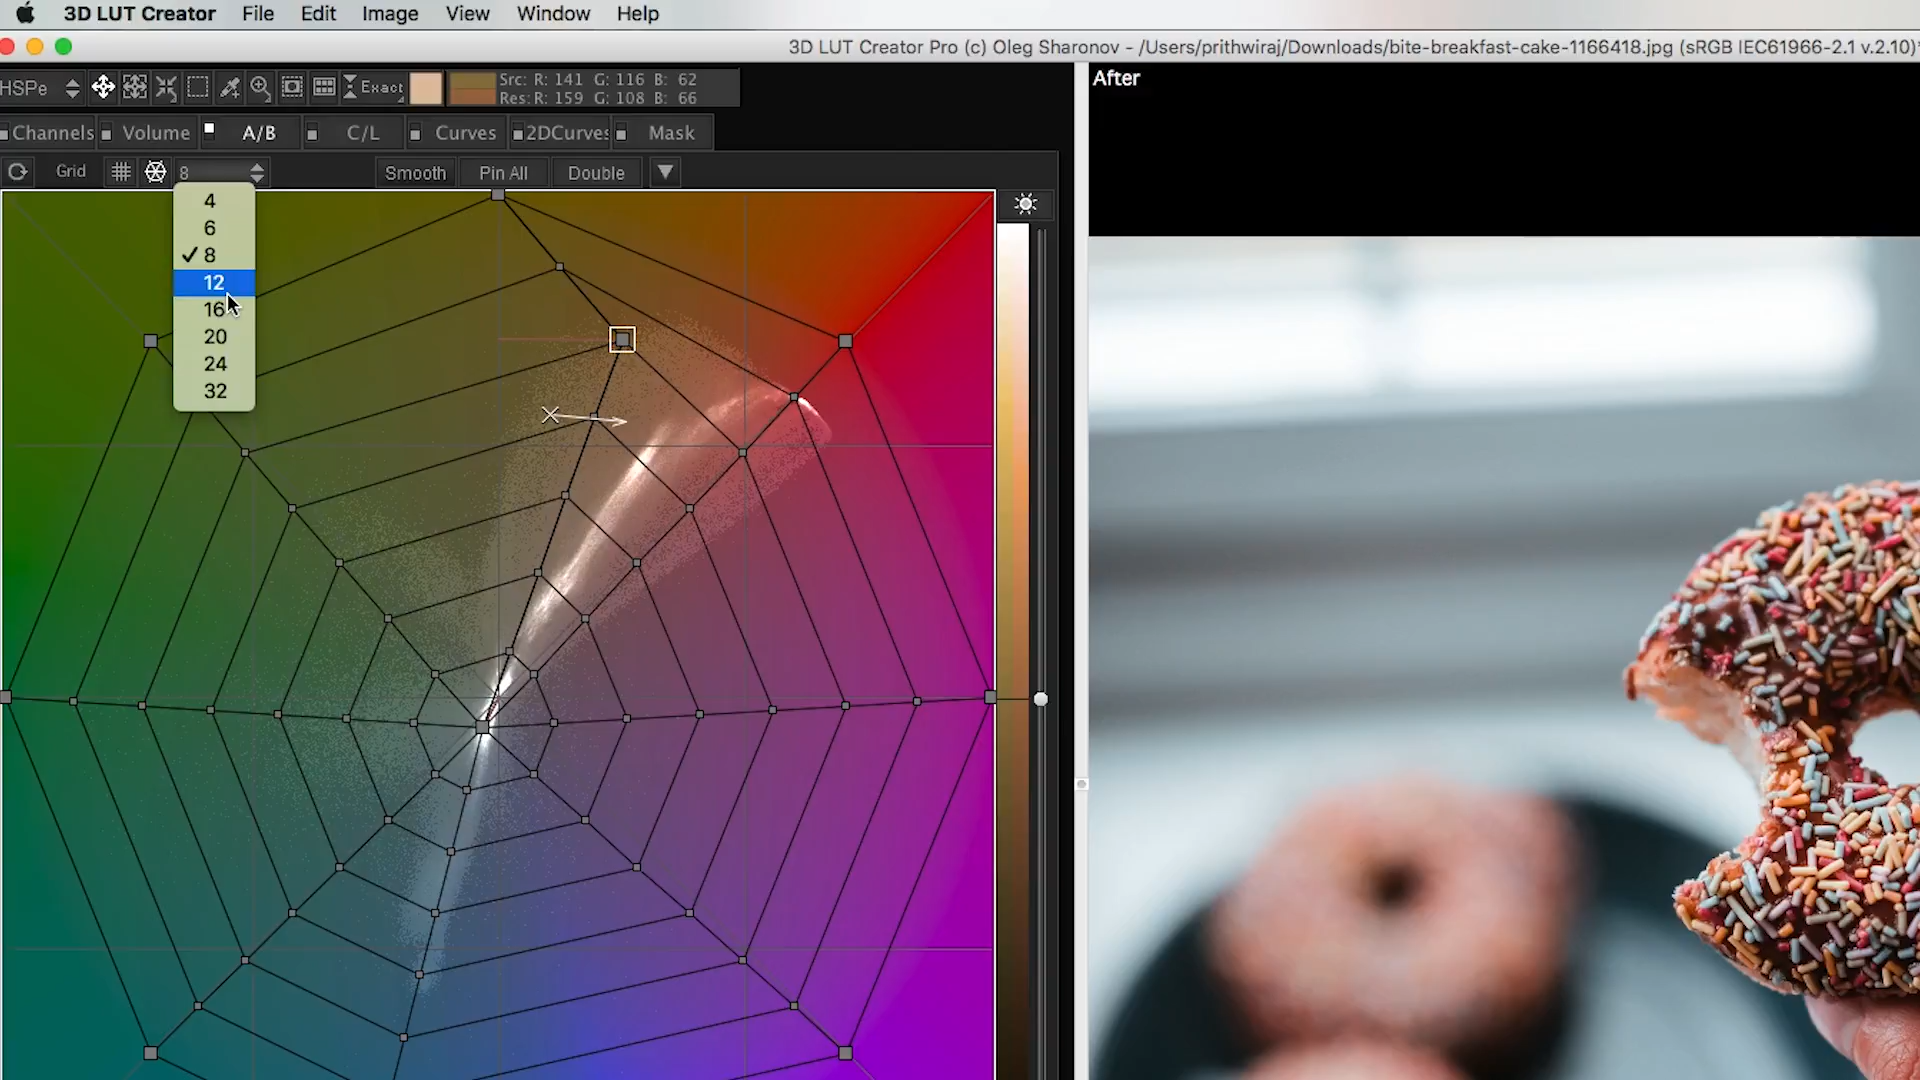 3D LUT Creator File Edit Image View Window Help
3D LUT Creator Pro (c) Oleg Sharonov - /Users/prithwiraj/Downloads/bite-breakfast-cake-1166418.jpg (sRGB IEC61966-2.1 v.2.10)
HSPe Exact Src: R: 141 G: 116 B: 62
Res: R: 159 G: 108 B: 66
After
Channels Volume A/B C/L Curves 2DCurves Mask
Grid 8 Smooth Pin All Double
4
6
8
12
16
20
24
32